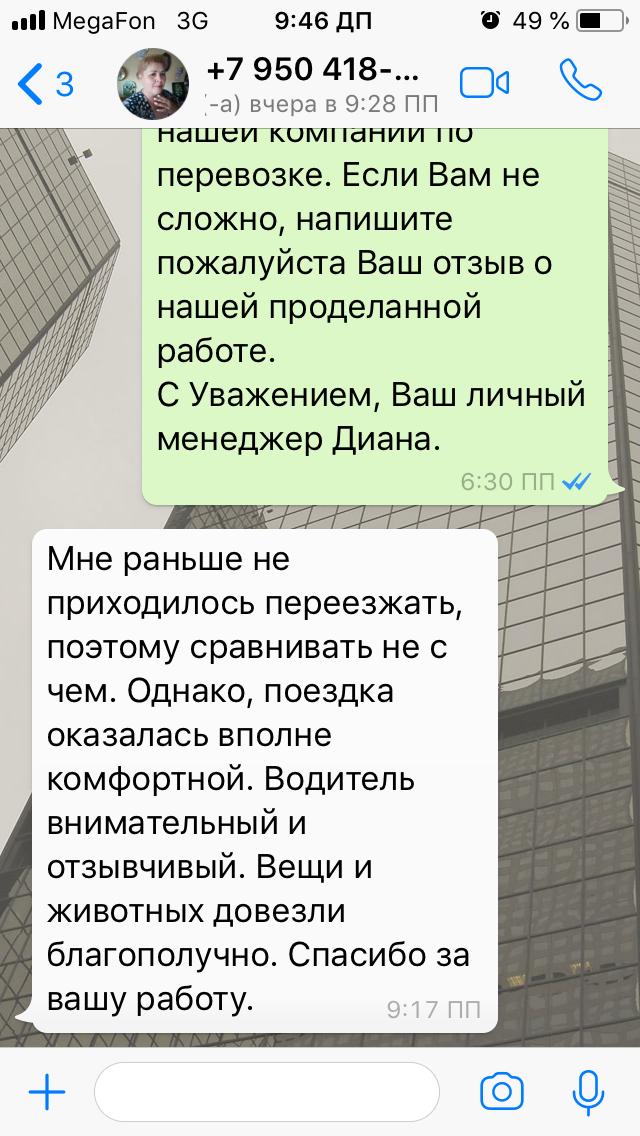 MegaFon 3G 9:46 ДП 49 %
3
+7 950 418-...
(-а) вчера в 9:28 ПП
нашей компании по
перевозке. Если Вам не
сложно, напишите
пожалуйста Ваш отзыв о
нашей проделанной
работе.
С Уважением, Ваш личный
менеджер Диана.
6:30 ПП
Мне раньше не
приходилось переезжать,
поэтому сравнивать не с
чем. Однако, поездка
оказалась вполне
комфортной. Водитель
внимательный и
отзывчивый. Вещи и
животных довезли
благополучно. Спасибо за
вашу работу.
9:17 ПП